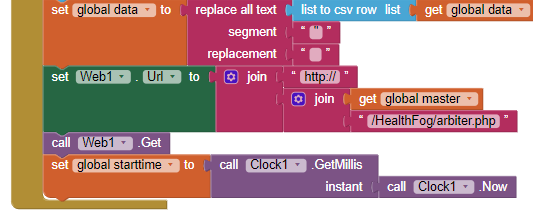 set global data to replace all text list to csv row list get global data
segment " " "
replacement " "
set Web1 . Url to join " http:// "
join get global master
" /HealthFog/arbiter.php "
call Web1 .Get
set global starttime to call Clock1 .GetMillis
instant call Clock1 .Now